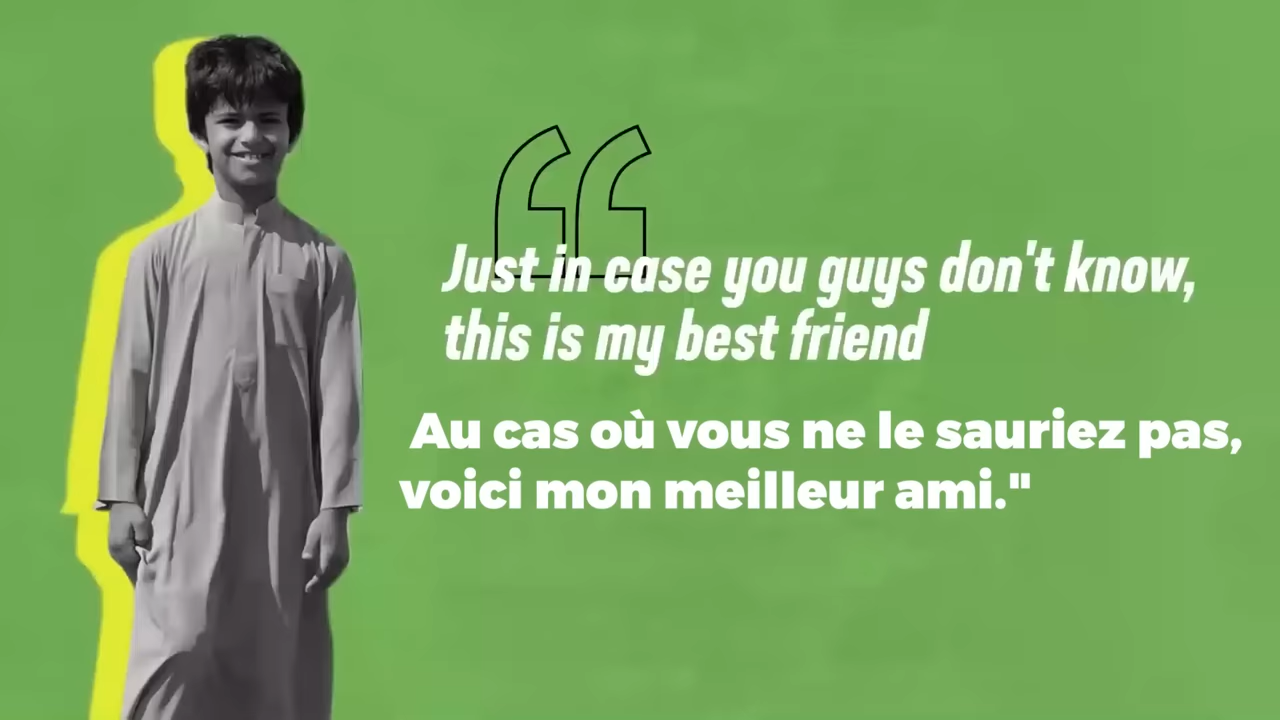 Just in case you guys don't know,
this is my best friend
Au cas où vous ne le sauriez pas,
voici mon meilleur ami."